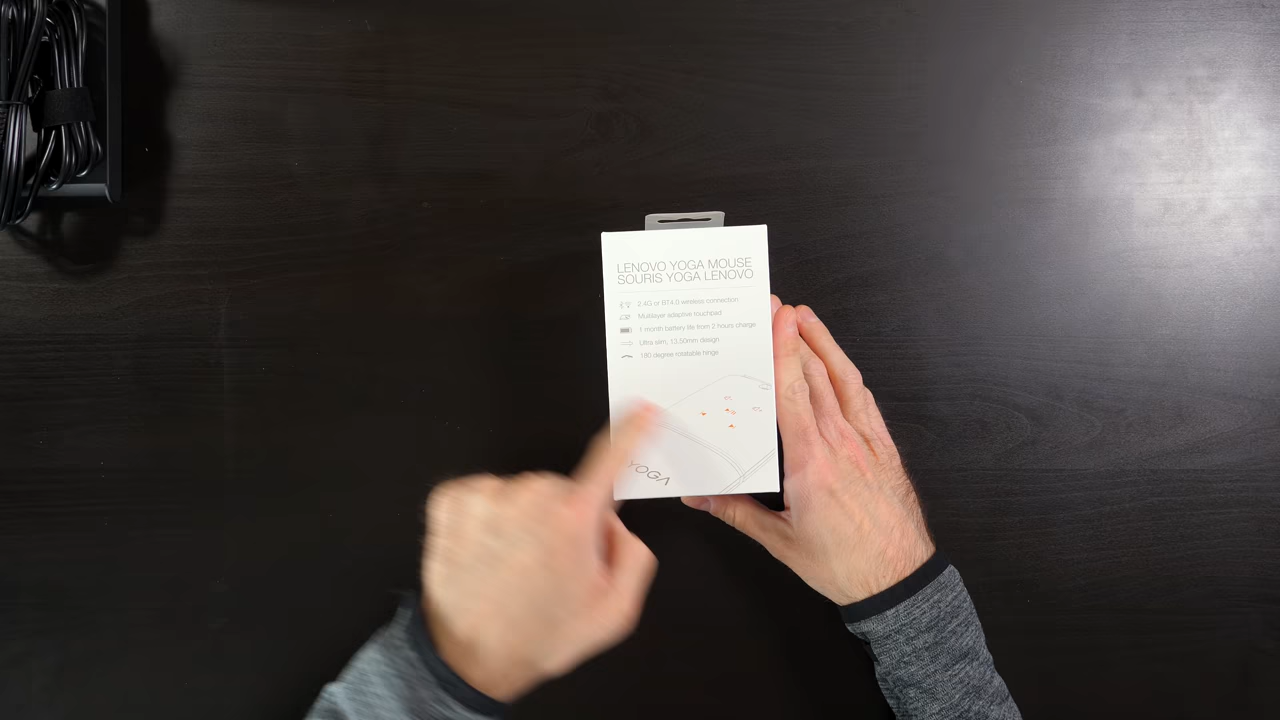 LENOVO YOGA MOUSE
SOURIS YOGA LENOVO
2.4G or BT4.0 wireless connection
Multilayer adaptive touchpad
1 month battery life from 2 hours charge
Ultra slim, 13.50mm design
180 degree rotatable hinge
YOGA